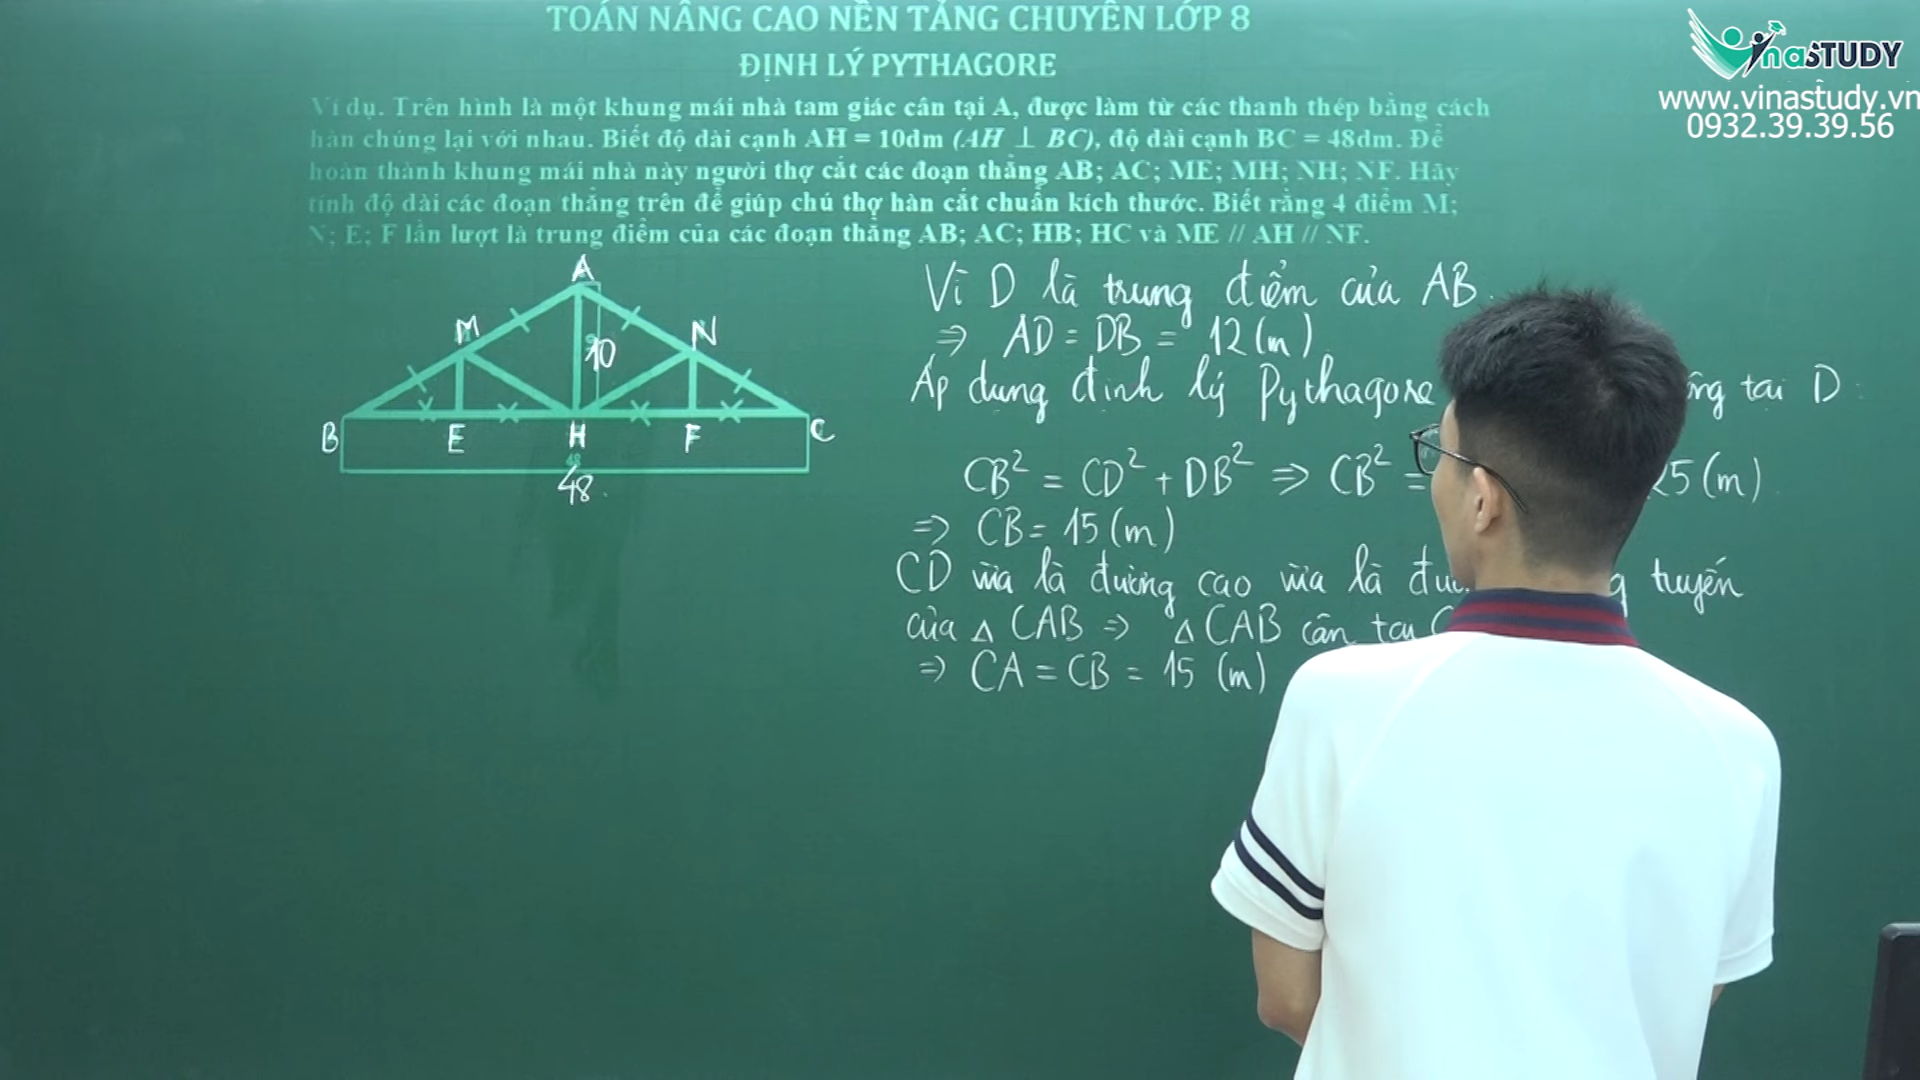 TOÁN NÂNG CAO NỀN TẢNG CHUYÊN LỚP 8
ĐỊNH LÝ PYTHAGORE
Ví dụ. Trên hình là một khung mái nhà tam giác cân tại A, được làm từ các thanh thép bằng cách
hàn chúng lại với nhau. Biết độ dài cạnh AH = 10dm (AH ⊥ BC), độ dài cạnh BC = 48dm. Để
hoàn thành khung mái nhà này người thợ cắt các đoạn thẳng AB; AC; ME; MH; NH; NF. Hãy
tính độ dài các đoạn thẳng trên để giúp chú thợ hàn cắt chuẩn kích thước. Biết rằng 4 điểm M;
N; E; F lần lượt là trung điểm của các đoạn thẳng AB; AC; HB; HC và ME // AH // NF.
VinaSTUDY
www.vinastudy.vn
0932.39.39.56
A
M
N
10
B
E
H
F
C
48
48.
Vì D là trung điểm của AB.
⇒ AD = DB = 12 (m)
Áp dụng định lý Pythagore ông tại D:
CB² = CD² + DB² ⇒ CB² = 25 (m)
⇒ CB = 15 (m)
CD vừa là đường cao vừa là tuyến
của △ CAB ⇒ △ CAB cân tại
⇒ CA = CB = 15 (m)